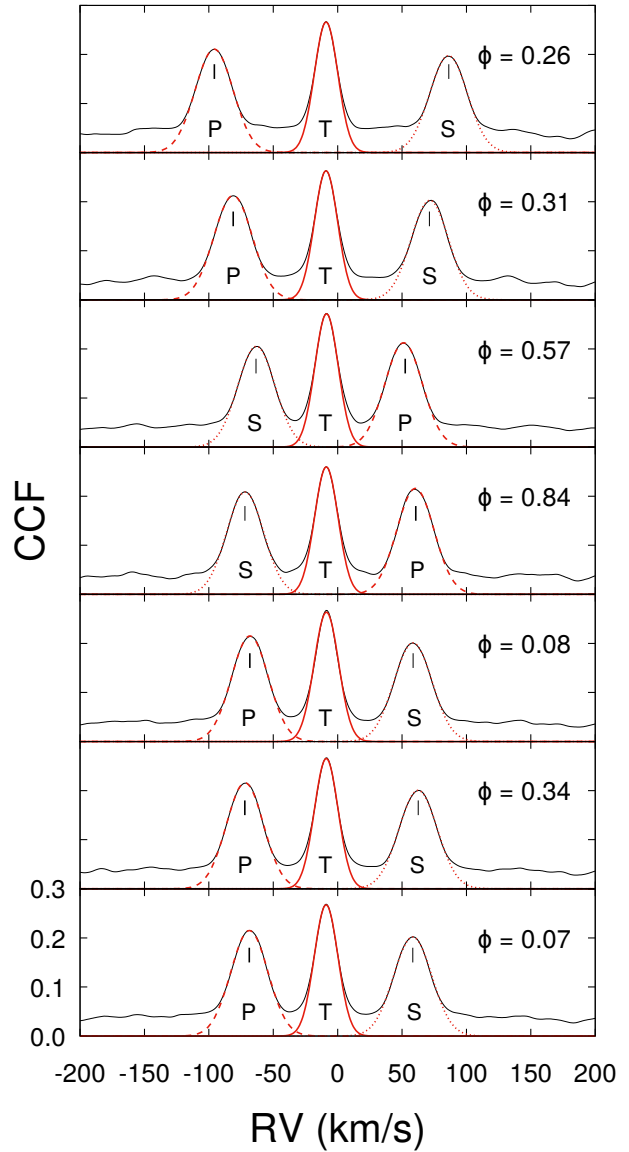 ϕ = 0.26
P T S
ϕ = 0.31
P T S
ϕ = 0.57
S T P
ϕ = 0.84
S T P
ϕ = 0.08
P T S
ϕ = 0.34
P T S
0.3
ϕ = 0.07
0.2
0.1
P T S
0.0
-200 -150 -100 -50 0 50 100 150 200
CCF
RV (km/s)